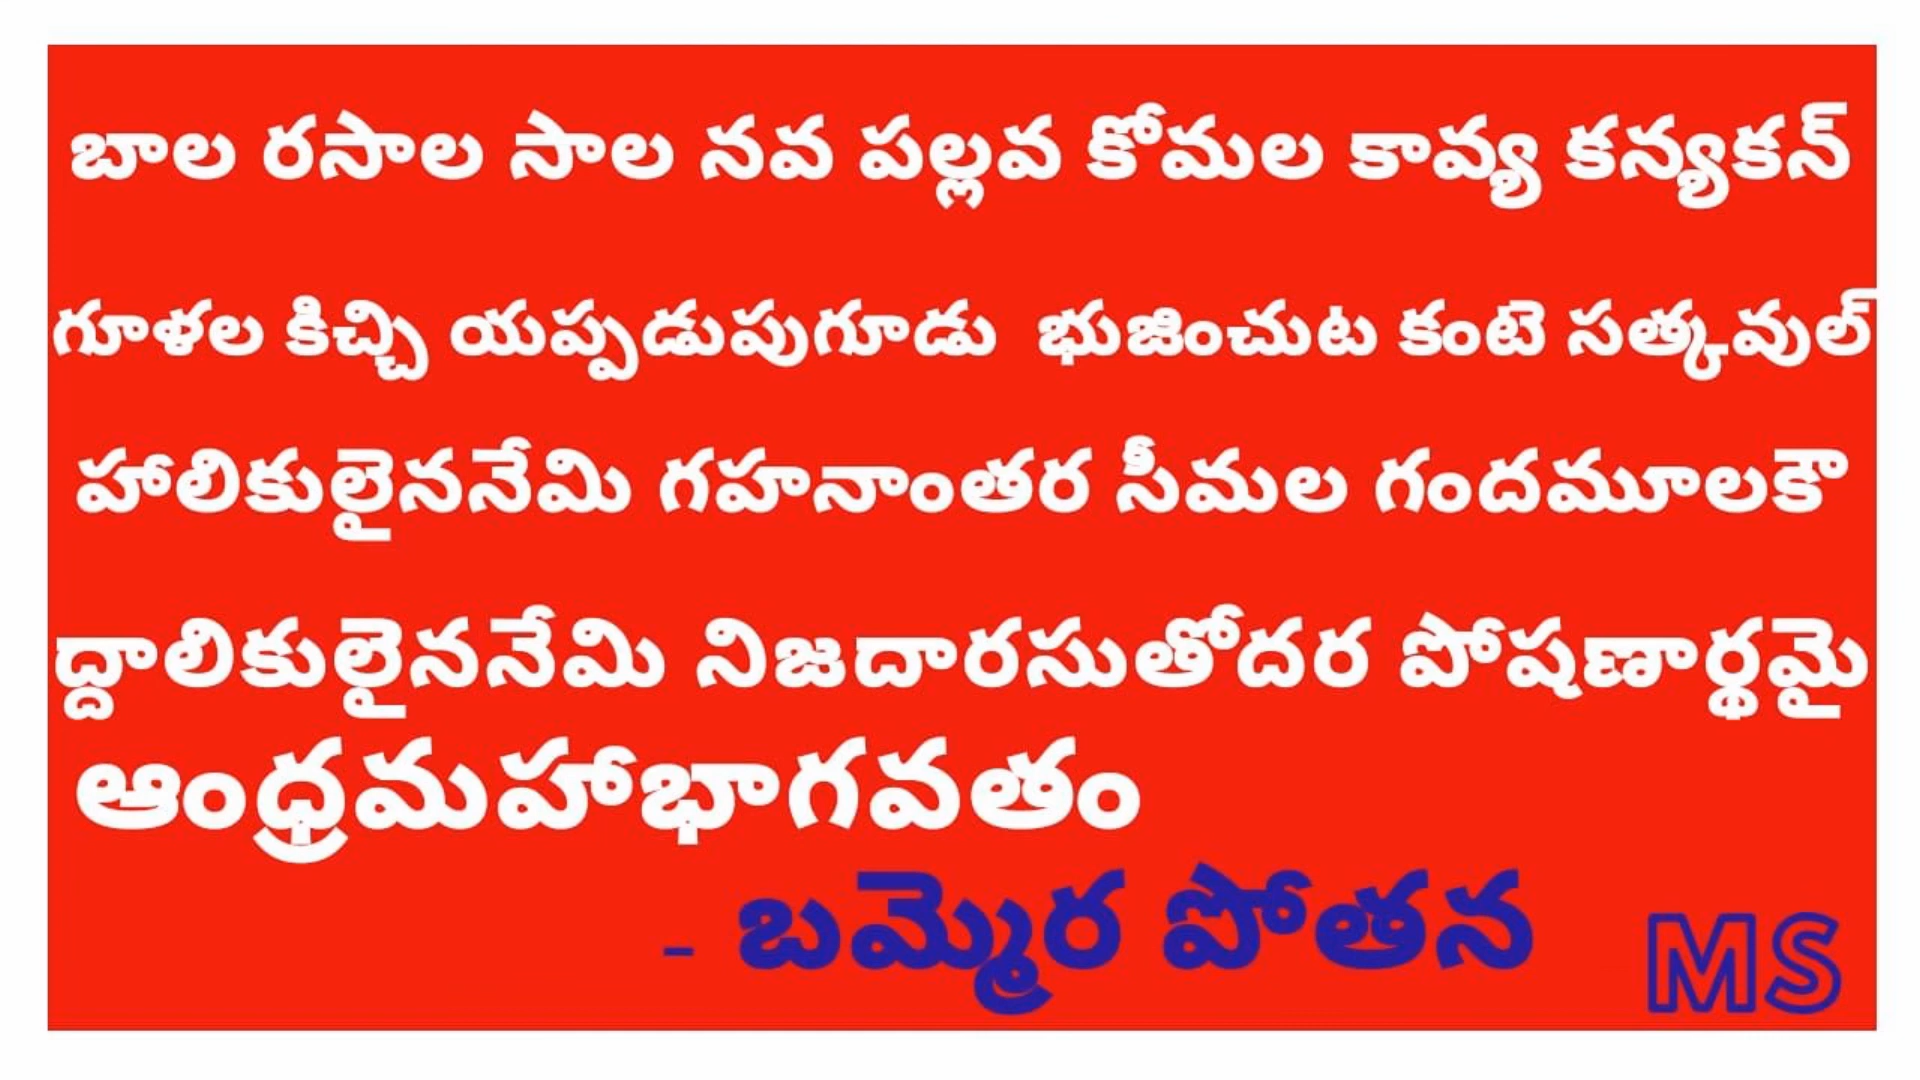 బాల రసాల సాల నవ పల్లవ కోమల కావ్య కన్యకన్
గూళల కిచ్చి యప్పడుపుగూడు భుజించుట కంటె సత్కవుల్
హాలికులైననేమి గహనాంతర సీమల గందమూలకౌ
ద్దాలికులైననేమి నిజదారసుతోదర పోషణార్థమై
ఆంధ్రమహాభాగవతం
- బమ్మెర పోతన
MS